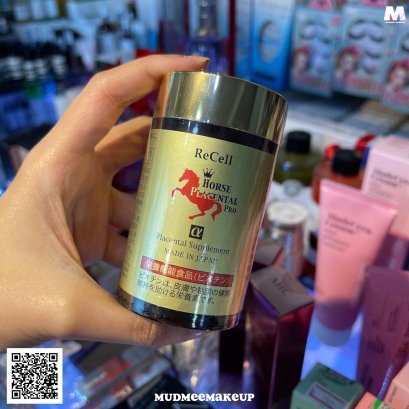 M
ReCell
HORSE
PLACENTAL
PRO
α
Placental Supplement
MADE IN JAPAN
栄養機能食品(ビオチン)
ビオチンは、皮膚や粘膜の健康
維持を助ける栄養素です。
AHC
MUDMEEMAKEUP